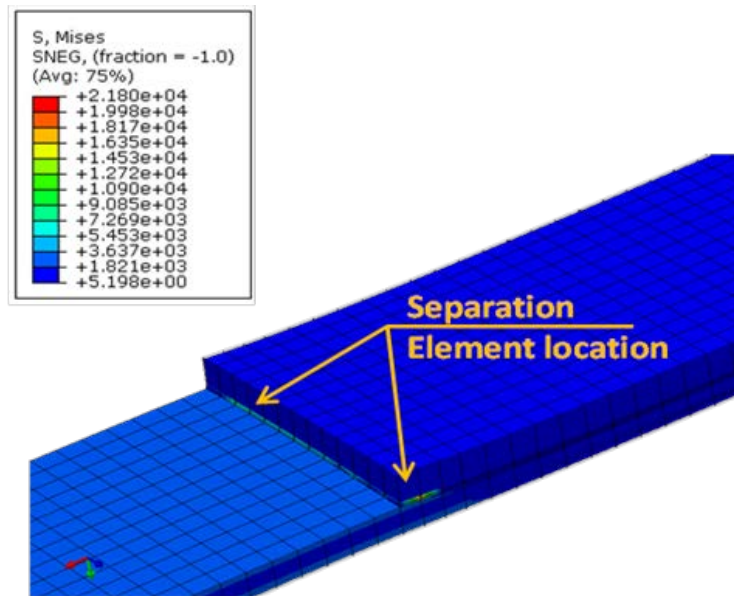 S, Mises
SNEG, (fraction = -1.0)
(Avg: 75%)
+2.180e+04
+1.998e+04
+1.817e+04
+1.635e+04
+1.453e+04
+1.272e+04
+1.090e+04
+9.085e+03
+7.269e+03
+5.453e+03
+3.637e+03
+1.821e+03
+5.198e+00
Separation
Element location